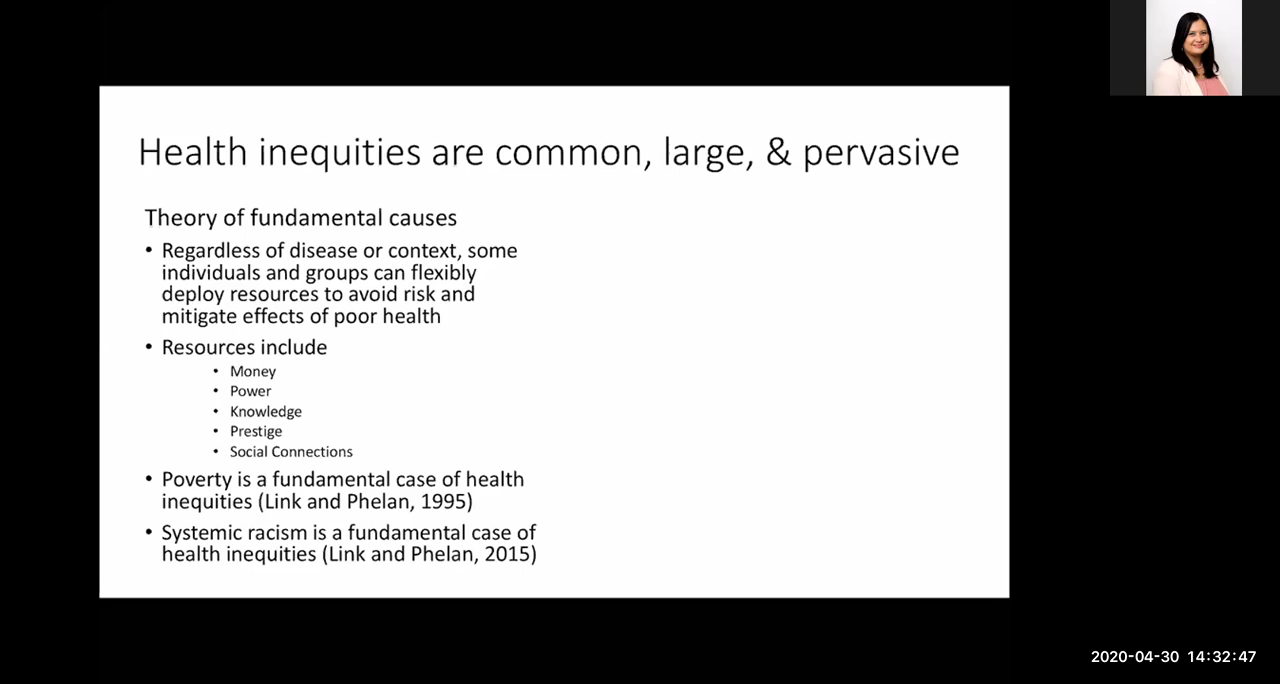 Health inequities are common, large, & pervasive
Theory of fundamental causes
• Regardless of disease or context, some
individuals and groups can flexibly
deploy resources to avoid risk and
mitigate effects of poor health
• Resources include
• Money
• Power
• Knowledge
• Prestige
• Social Connections
• Poverty is a fundamental case of health
inequities (Link and Phelan, 1995)
• Systemic racism is a fundamental case of
health inequities (Link and Phelan, 2015)
2020-04-30 14:32:47